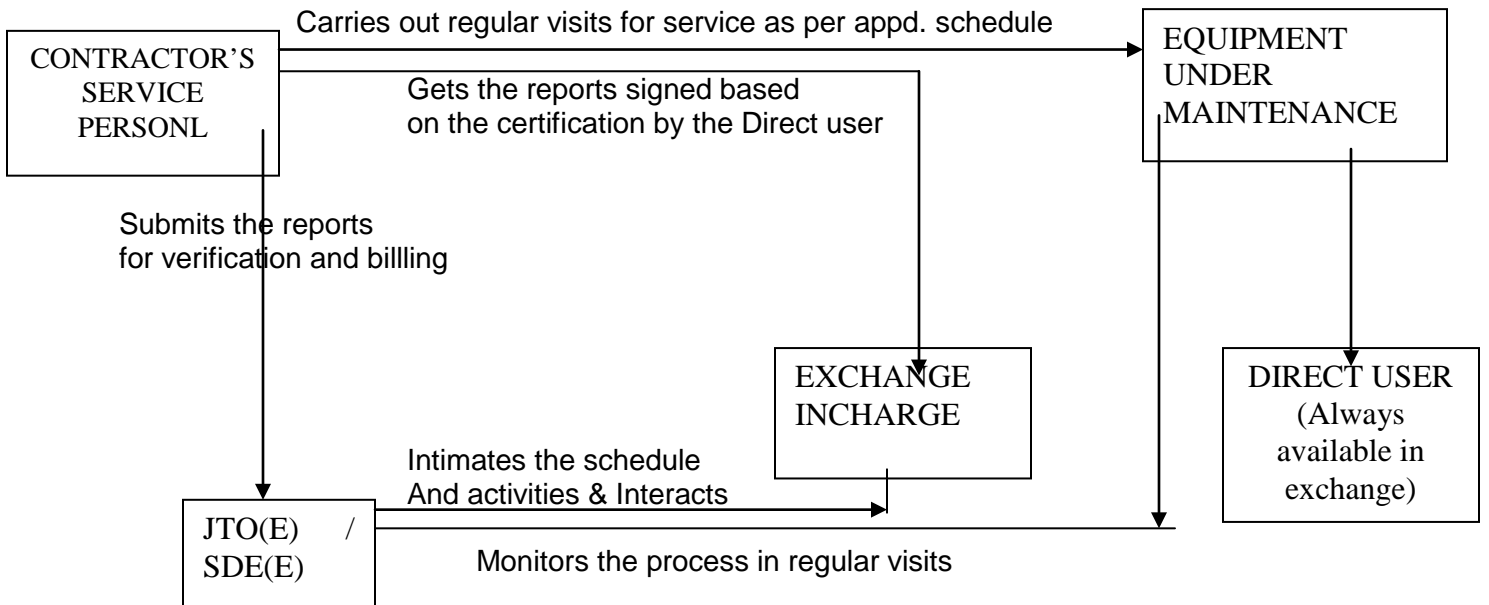 Carries out regular visits for service as per appd. schedule
CONTRACTOR’S
SERVICE
PERSONL
EQUIPMENT
UNDER
MAINTENANCE
Gets the reports signed based
on the certification by the Direct user
Submits the reports
for verification and billling
EXCHANGE
INCHARGE
DIRECT USER
(Always
available in
exchange)
Intimates the schedule
And activities & Interacts
JTO(E) /
SDE(E)
Monitors the process in regular visits